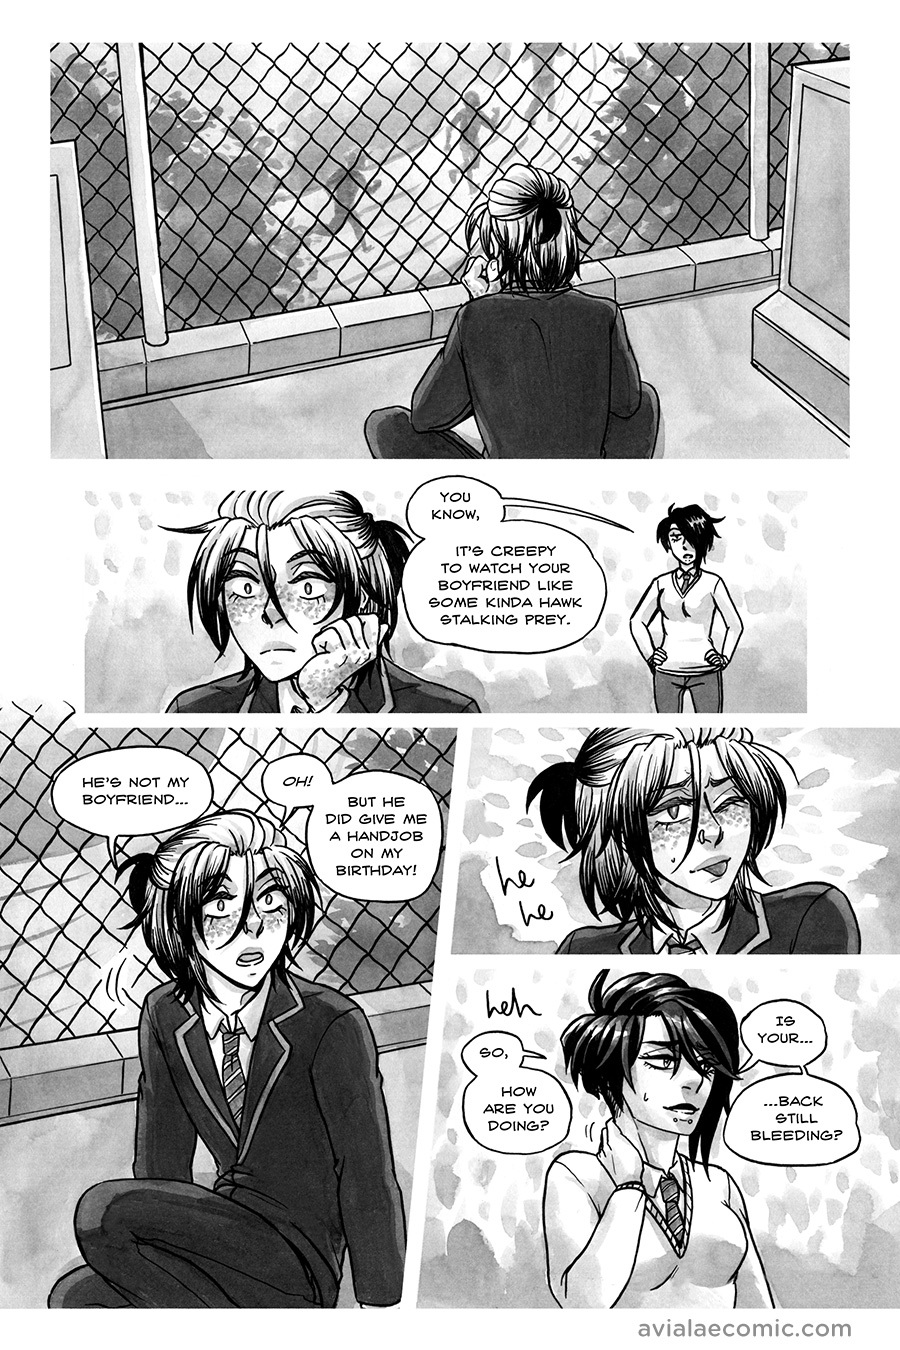 YOU
KNOW,
IT'S CREEPY
TO WATCH YOUR
BOYFRIEND LIKE
SOME KINDA HAWK
STALKING PREY.
HE'S NOT MY
BOYFRIEND...
OH!
BUT HE
DID GIVE ME
A HANDJOB
ON MY
BIRTHDAY!
he
he
heh
SO,
HOW
ARE YOU
DOING?
IS
YOUR...
...BACK
STILL
BLEEDING?
avialaecomic.com